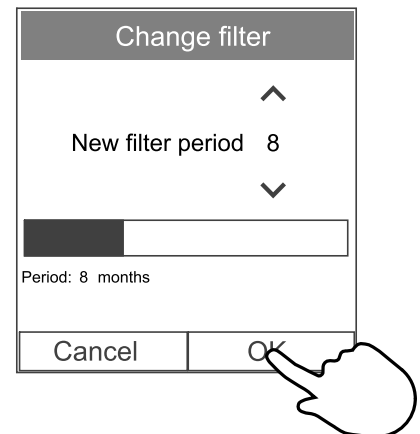 Change filter
New filter period 8
Period: 8 months
Cancel OK